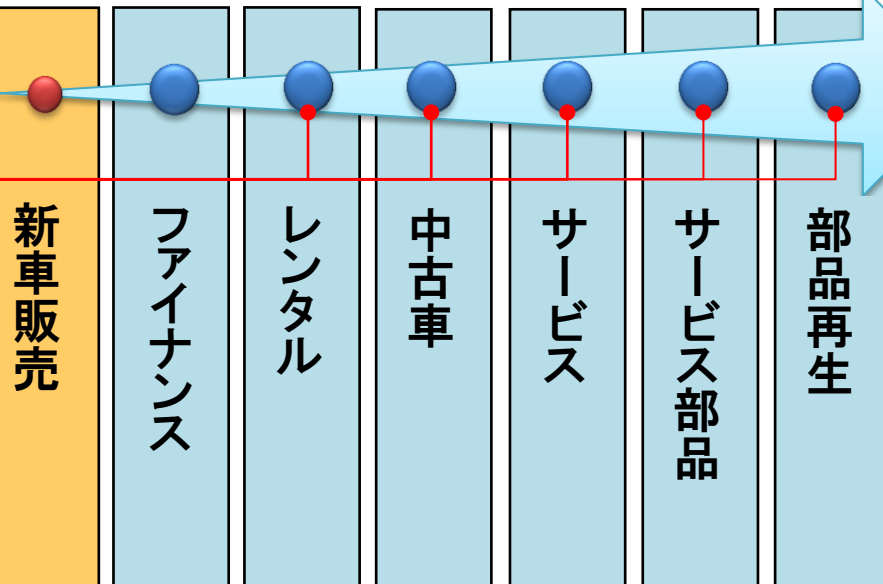 新車販売
ファイナンス
レンタル
中古車
サービス
サービス部品
部品再生